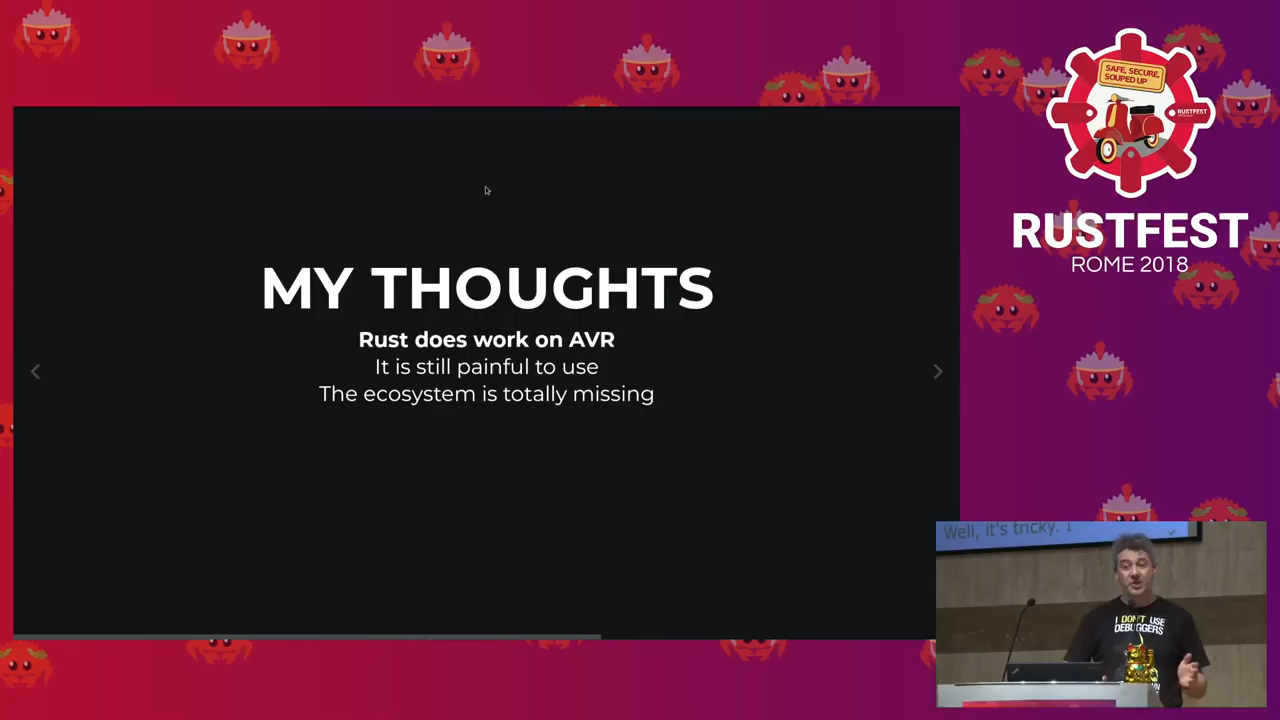 MY THOUGHTS
Rust does work on AVR
It is still painful to use
The ecosystem is totally missing
SAFE, SECURE,
SOUPED UP
RUSTFEST
RUSTFEST
ROME 2018
Well, it's tricky. I
I DON'T USE
DEBUGGERS